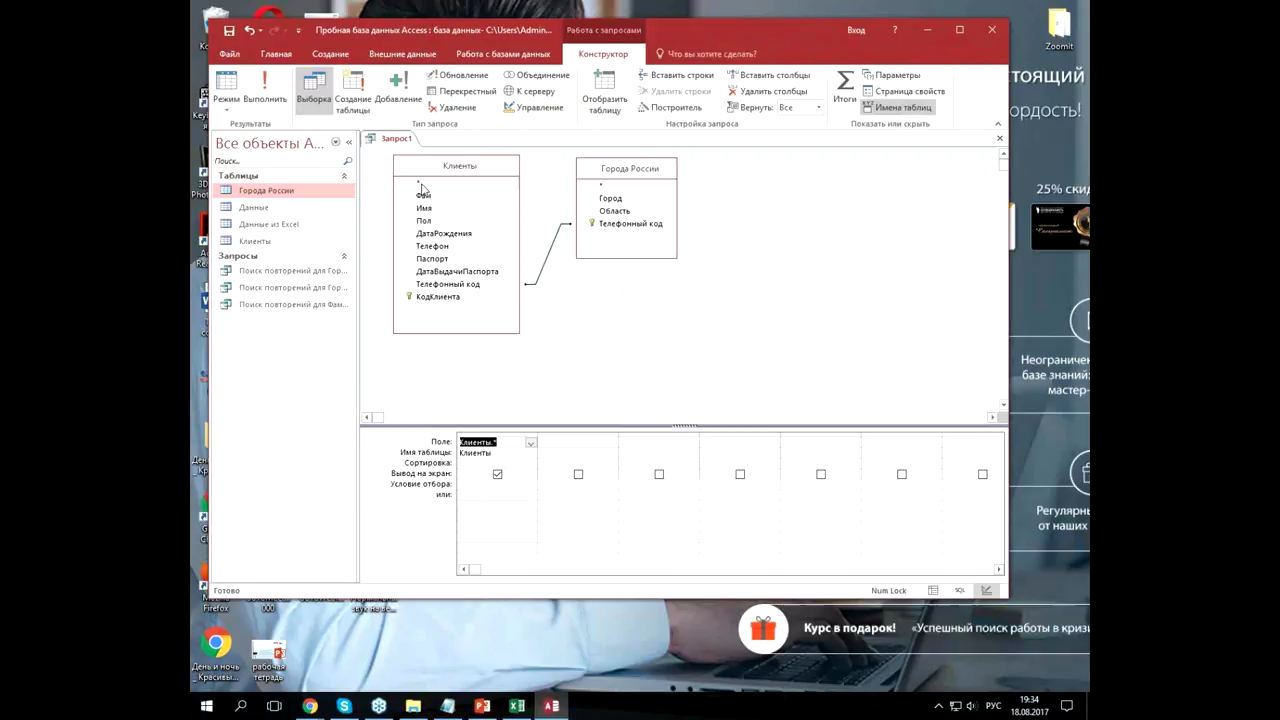 Пробная база данных Access : база данных- C:\Users\Admin...
Работа с запросами
Вход
?
Файл
Главная
Создание
Внешние данные
Работа с базами данных
Конструктор
Что вы хотите сделать?
Режим
Выполнить
Выборка
Создание таблицы
Добавление
Обновление
Перекрестный
Удаление
Объединение
К серверу
Управление
Отобразить таблицу
Вставить строки
Удалить строки
Построитель
Вставить столбцы
Удалить столбцы
Вернуть:
Все
Итоги
Параметры
Страница свойств
Имена таблиц
Результаты
Тип запроса
Настройка запроса
Показать или скрыть
Все объекты A...
Поиск...
Таблицы
Города России
Данные
Данные из Excel
Клиенты
Запросы
Поиск повторений для Гор...
Поиск повторений для Гор...
Поиск повторений для Фам...
Запрос1
Клиенты
*
Имя
Пол
ДатаРождения
Телефон
Паспорт
ДатаВыдачиПаспорта
Телефонный код
КодКлиента
Города России
*
Город
Область
Телефонный код
Поле:
Клиенты.*
Имя таблицы:
Клиенты
Сортировка:
Вывод на экран:
Условие отбора:
или:
Готово
Num Lock
SQL
Zoomit
стоящий
ордость!
25% скид
Неограничен
базе знаний:
мастер-
Регулярны
от наших
Курс в подарок!
«Успешный поиск работы в кризи
Firefox
000
День и ночь
_Красивы...
рабочая
тетрадь
РУС
19:34
18.08.2017